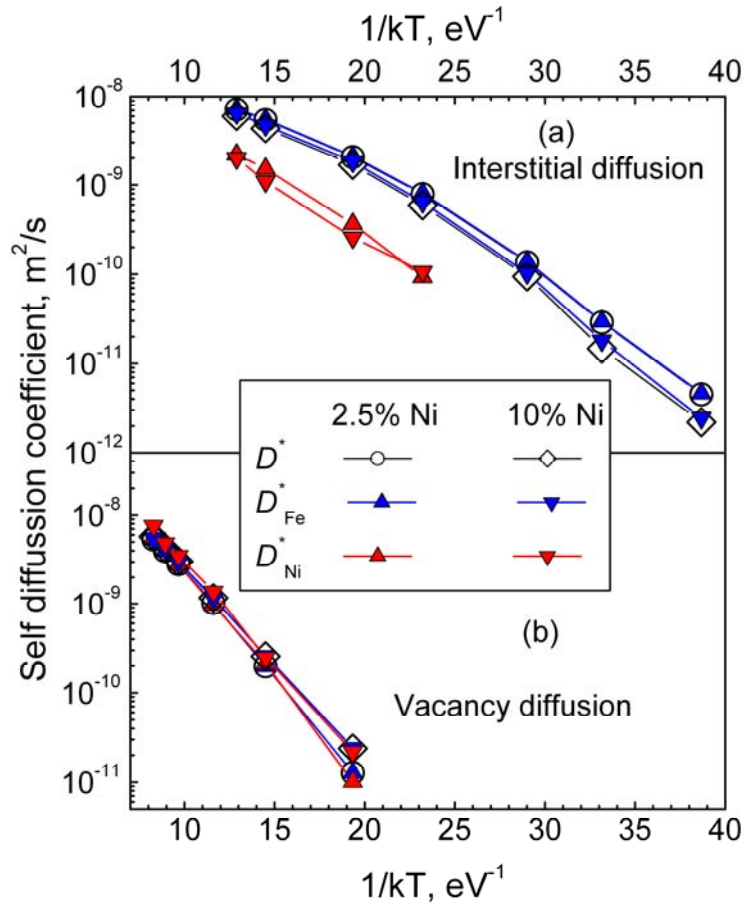 1/kT, eV⁻¹
10 15 20 25 30 35 40
10⁻⁸
(a)
Interstitial diffusion
10⁻⁹
10⁻¹⁰
10⁻¹¹
10⁻¹²
2.5% Ni 10% Ni
D*
D*Fe
D*Ni
Self diffussion coefficient, m²/s
10⁻⁸
10⁻⁹
(b)
10⁻¹⁰
Vacancy diffusion
10⁻¹¹
10 15 20 25 30 35 40
1/kT, eV⁻¹